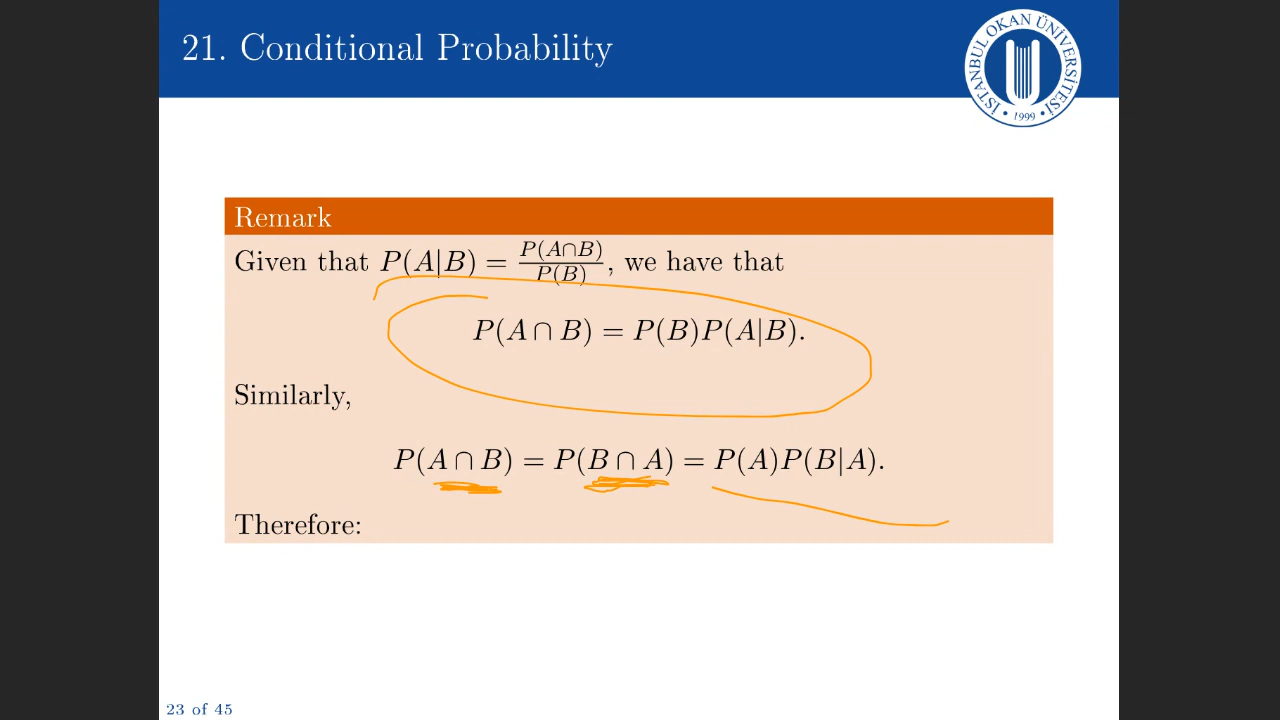 21. Conditional Probability
İSTANBUL OKAN ÜNİVERSİTESİ
• 1999 •
Remark
Given that P(A|B) = P(A∩B)/P(B), we have that
P(A ∩ B) = P(B)P(A|B).
Similarly,
P(A ∩ B) = P(B ∩ A) = P(A)P(B|A).
Therefore:
23 of 45